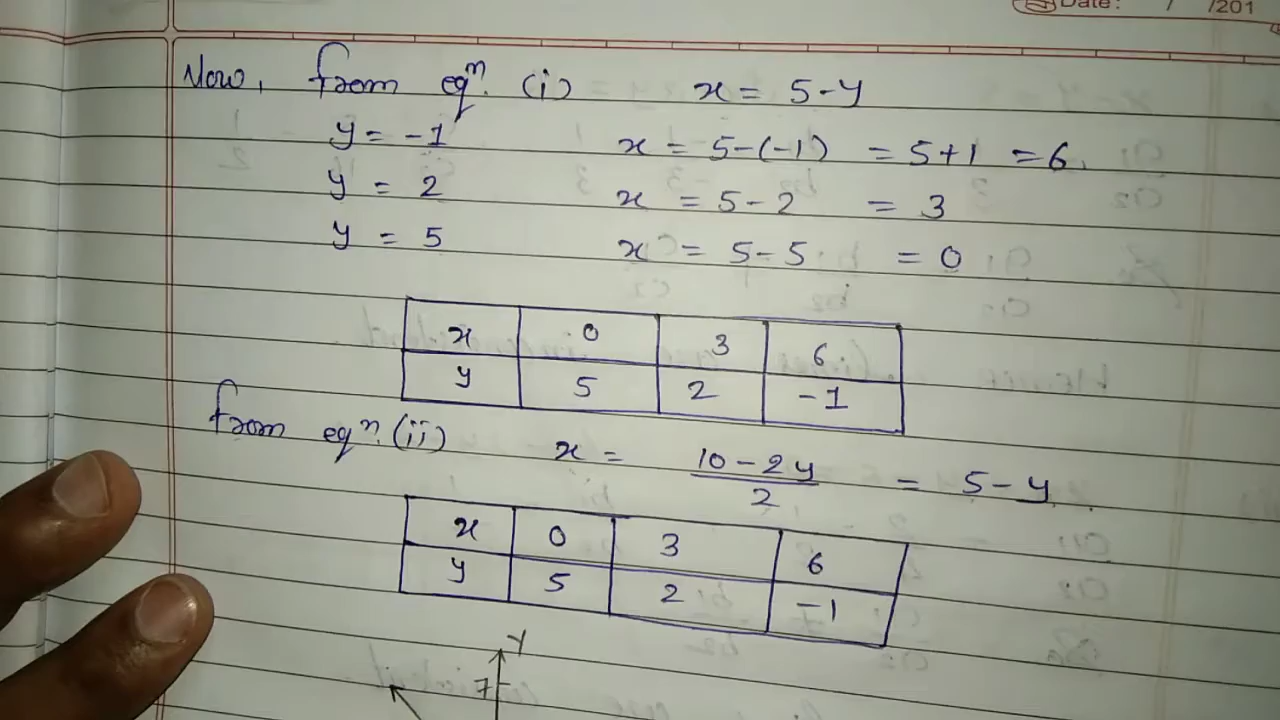 Date: / /201
Now, from eqⁿ. (i) x = 5-y
y = -1 x = 5-(-1) = 5+1 = 6.
y = 2 x = 5-2 = 3
y = 5 x = 5-5 = 0
x 0 3 6
y 5 2 -1
from eqⁿ.(ii) x = (10-2y)/2 = 5-y
x 0 3 6
y 5 2 -1
y
7